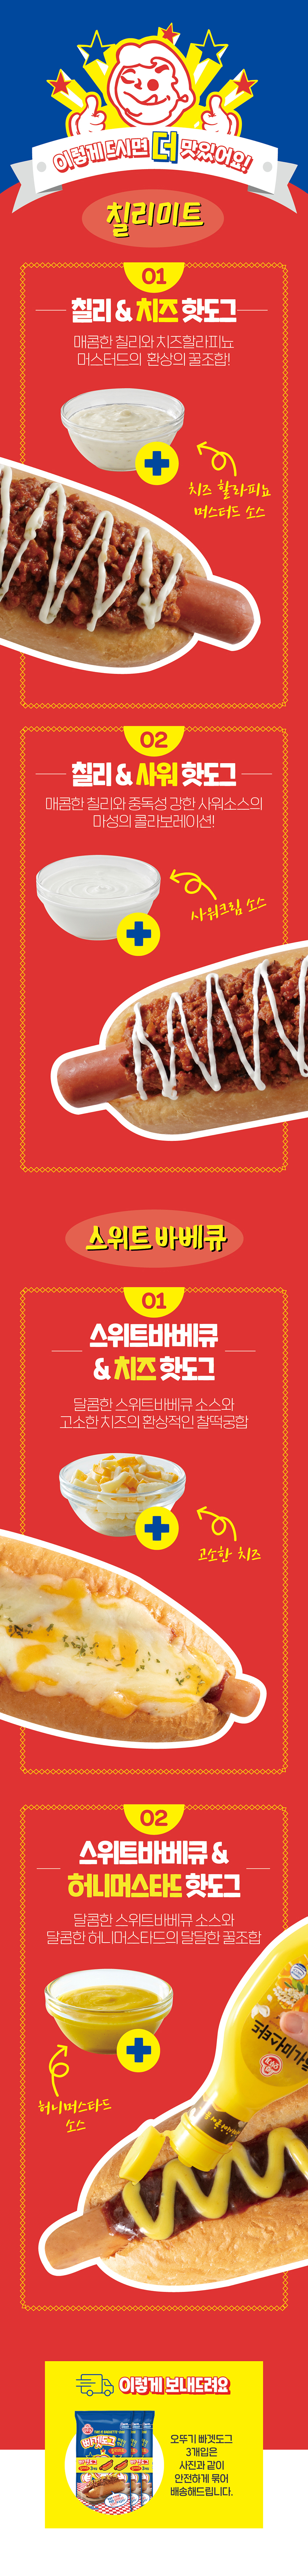 이렇게 드시면 더 맛있어요!
칠리미트
01
칠리 & 치즈 핫도그
매콤한 칠리와 치즈할라피뇨
머스터드의 환상의 꿀조합!
치즈 할라피뇨
머스터드 소스
02
칠리 & 사워 핫도그
매콤한 칠리와 중독성 강한 사워소스의
마성의 콜라보레이션!
사워크림 소스
스위트 바베큐
01
스위트바베큐
& 치즈 핫도그
달콤한 스위트바베큐 소스와
고소한 치즈의 환상적인 찰떡궁합
고소한 치즈
02
스위트바베큐 &
허니머스타드 핫도그
달콤한 스위트바베큐 소스와
달콤한 허니머스타드의 달달한 꿀조합
허니머스타드
소스
이렇게 보내드려요
오뚜기 빠겟도그
3개입은
사진과 같이
안전하게 묶어
배송해드립니다.